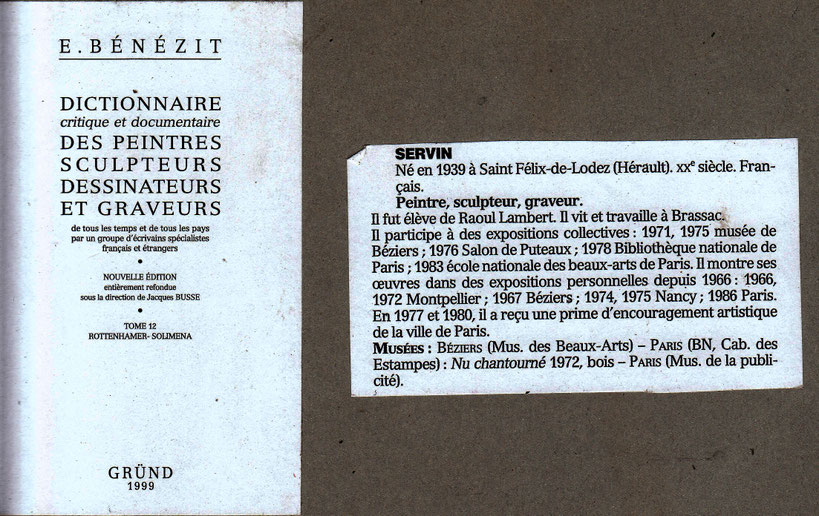 E. BÉNÉZIT
DICTIONNAIRE
critique et documentaire
DES PEINTRES
SCULPTEURS
DESSINATEURS
ET GRAVEURS
de tous les temps et de tous les pays
par un groupe d'écrivains spécialistes
français et étrangers
•
NOUVELLE ÉDITION
entièrement refondue
sous la direction de Jacques BUSSE
•
TOME 12
ROTTENHAMER- SOLIMENA
GRÜND
1999
SERVIN
Né en 1939 à Saint Félix-de-Lodez (Hérault). XXe siècle. Fran-
çais.
Peintre, sculpteur, graveur.
Il fut élève de Raoul Lambert. Il vit et travaille à Brassac.
Il participe à des expositions collectives : 1971, 1975 musée de
Béziers ; 1976 Salon de Puteaux ; 1978 Bibliothèque nationale de
Paris ; 1983 école nationale des beaux-arts de Paris. Il montre ses
œuvres dans des expositions personnelles depuis 1966 : 1966,
1972 Montpellier ; 1967 Béziers ; 1974, 1975 Nancy ; 1986 Paris.
En 1977 et 1980, il a reçu une prime d'encouragement artistique
de la ville de Paris.
MUSÉES : BÉZIERS (Mus. des Beaux-Arts) – PARIS (BN, Cab. des
Estampes) : Nu chantourné 1972, bois – PARIS (Mus. de la publi-
cité).